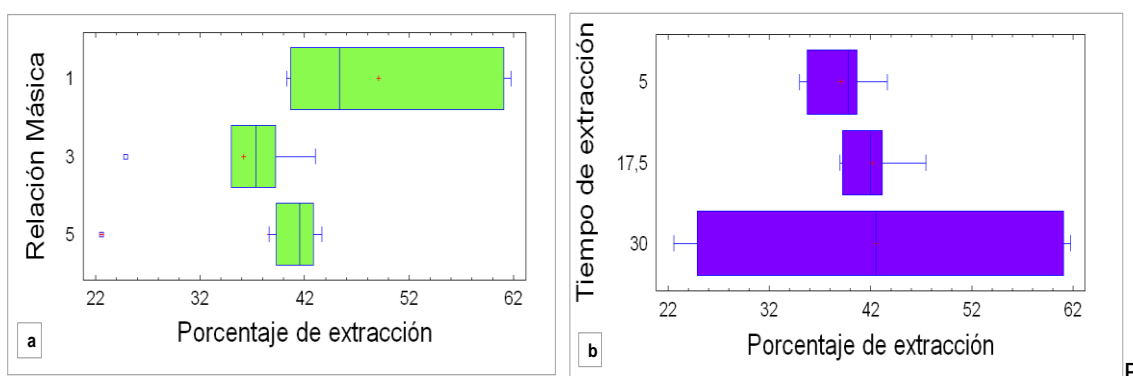 Relación Másica
1
3
5
22 32 42 52 62
Porcentaje de extracción
a
Tiempo de extracción
5
17,5
30
22 32 42 52 62
Porcentaje de extracción
b